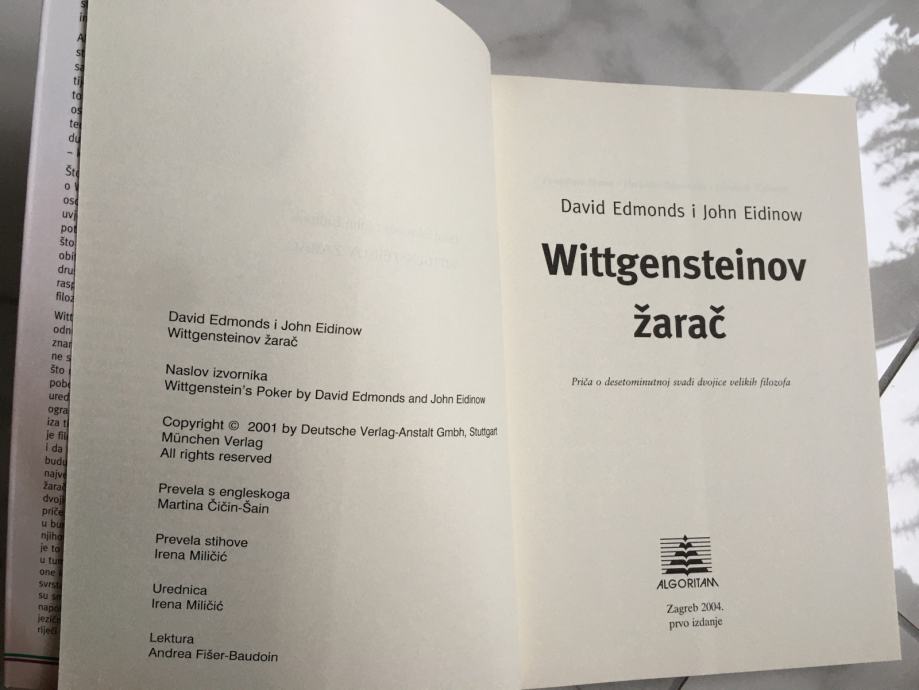 David Edmonds i John Eidinow
Wittgensteinov žarač
Naslov izvornika
Wittgenstein's Poker by David Edmonds and John Eidinow
Copyright © 2001 by Deutsche Verlag-Anstalt Gmbh, Stuttgart
München Verlag
All rights reserved
Prevela s engleskoga
Martina Čičin-Šain
Prevela stihove
Irena Miličić
Urednica
Irena Miličić
Lektura
Andrea Fišer-Baudoin
David Edmonds i John Eidinow
Wittgensteinov
žarač
Priča o desetominutnoj svađi dvojice velikih filozofa
ALGORITAM
Zagreb 2004.
prvo izdanje